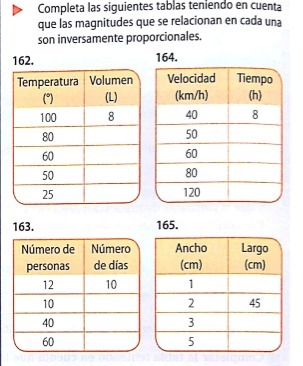 Completa las siguientes tablas teniendo en cuenta
que las magnitudes que se relacionan en cada una
son inversamente proporcionales.
162.
Temperatura Volumen
(°) (L)
100 8
80
60
50
25
164.
Velocidad Tiempo
(km/h) (h)
40 8
50
60
80
120
163.
Número de Número
personas de días
12 10
10
40
60
165.
Ancho Largo
(cm) (cm)
1
2 45
3
5